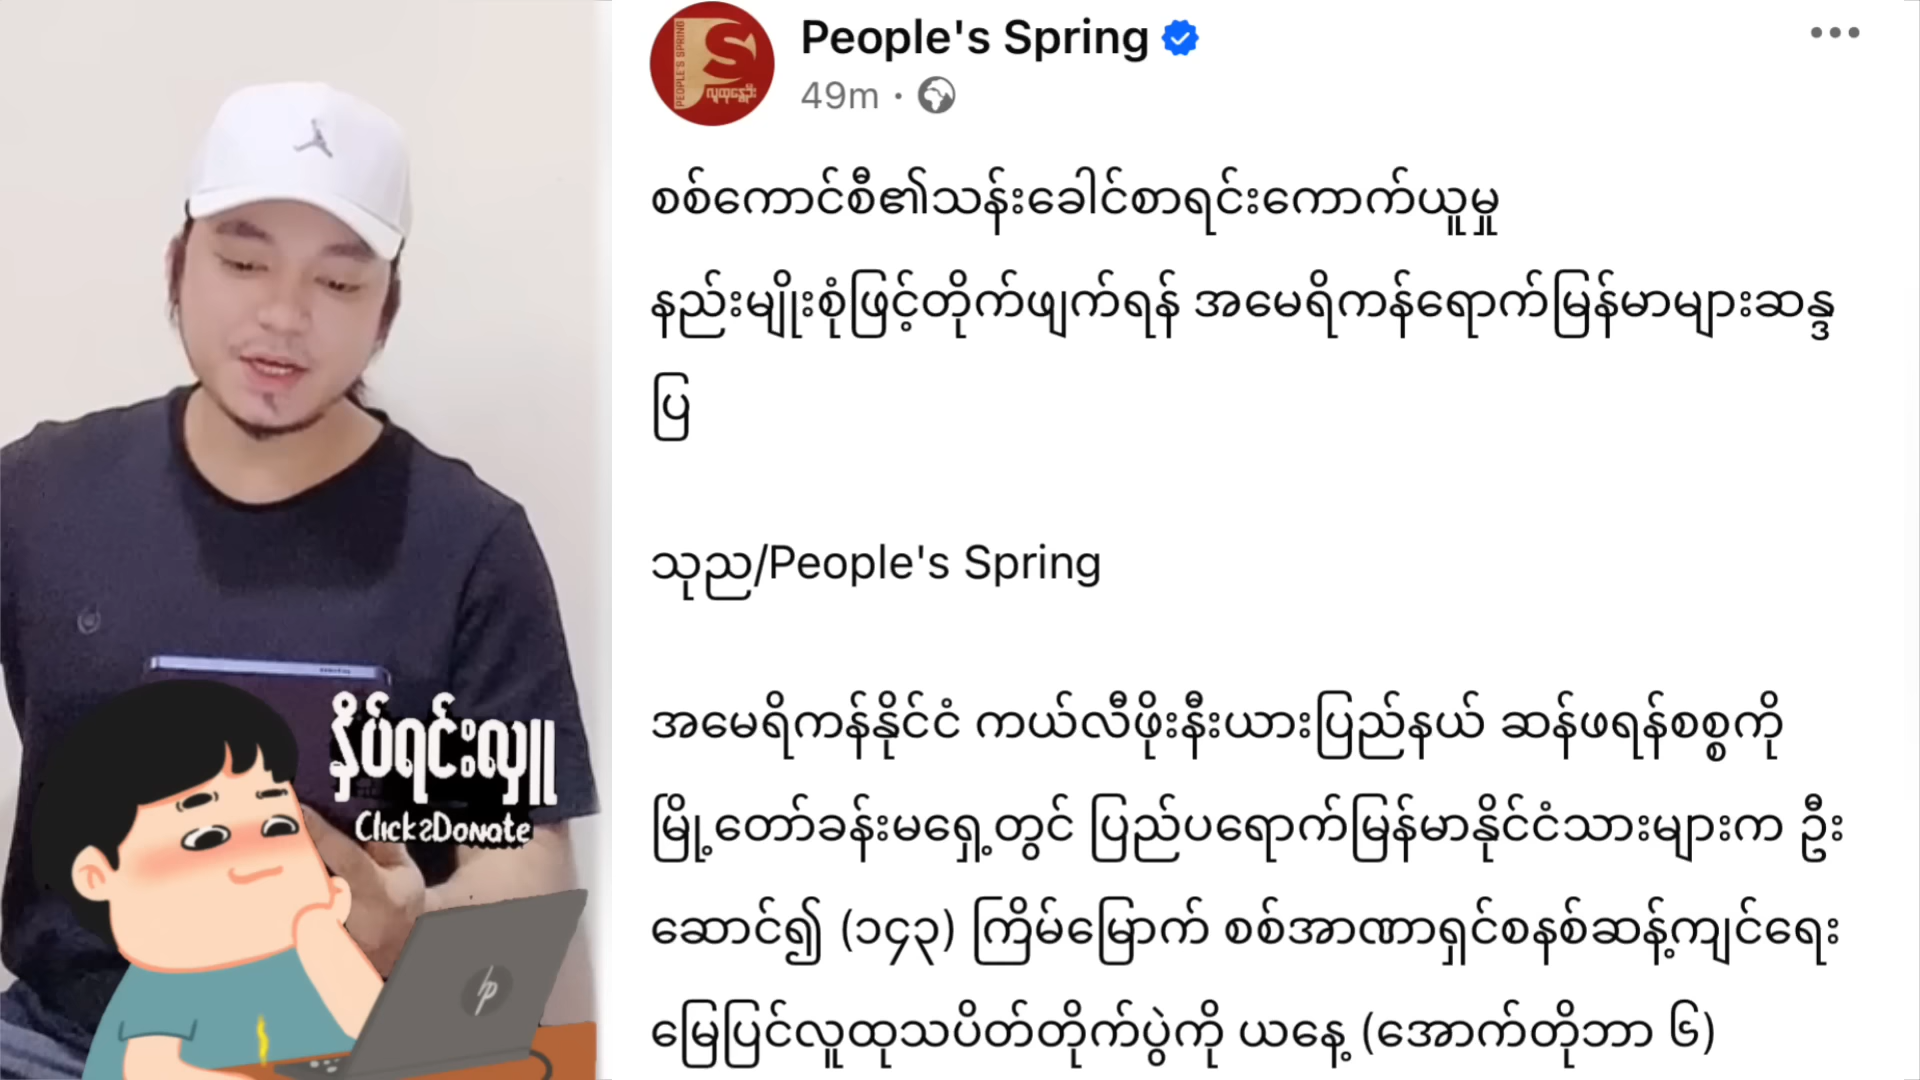 People's Spring
49m
PEOPLE'S SPRING
လူထုနွေဦး
စစ်ကောင်စီ၏သန်းခေါင်စာရင်းကောက်ယူမှု
နည်းမျိုးစုံဖြင့်တိုက်ဖျက်ရန် အမေရိကန်ရောက်မြန်မာများဆန္ဒ
ပြ
သုည/People's Spring
အမေရိကန်နိုင်ငံ ကယ်လီဖိုးနီးယားပြည်နယ် ဆန်ဖရန်စစ္စကို
မြို့တော်ခန်းမရှေ့တွင် ပြည်ပရောက်မြန်မာနိုင်ငံသားများက ဦး
ဆောင်၍ (၁၄၃) ကြိမ်မြောက် စစ်အာဏာရှင်စနစ်ဆန့်ကျင်ရေး
မြေပြင်လူထုသပိတ်တိုက်ပွဲကို ယနေ့ (အောက်တိုဘာ ၆)
နှိပ်ရင်းလှူ
Click2Donate
hp